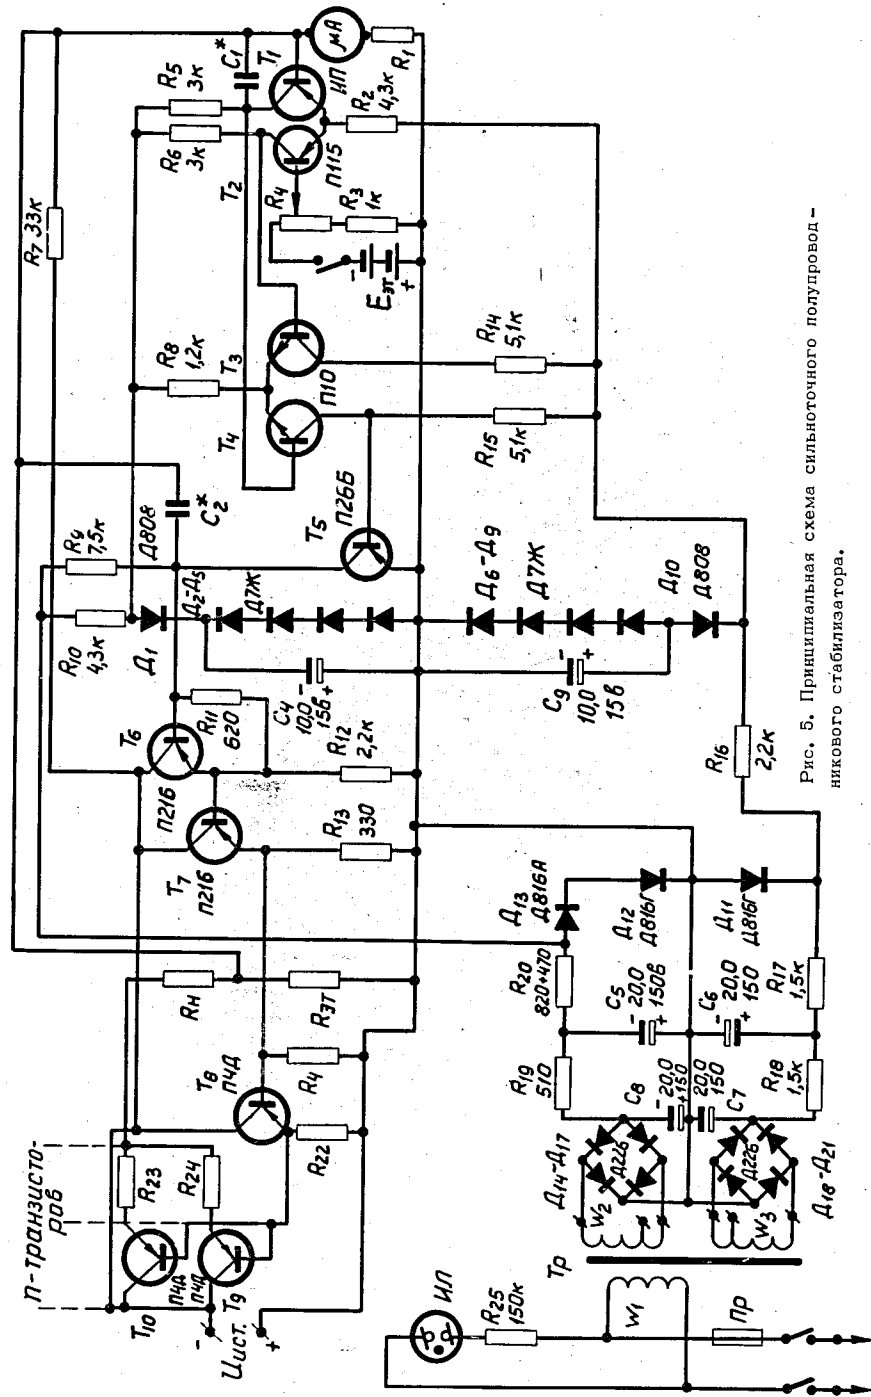 n-транзисто-
ров
T10
П4Д
П4Д
T9
Uист.
-
+
R23
R24
R22
T8
П4Д
R4
Rн
Rэт
T7
П216
T6
П216
R13
330
R12
2,2к
R11
620
R10
4,3к
R9
7,5к
Д1
Д808
Д2-Д5
Д7Ж
C4
10,0
15в
-
+
C2*
T5
П26Б
Д6-Д9
Д7Ж
C9
10,0
15в
-
+
Д10
Д808
R7 33к
R8
1,2к
T4
T3
П10
R15
5,1к
R14
5,1к
R6
3к
R5
3к
T2
П115
C1*
T1
ИП
μA
R1
R2
4,3к
R4
R3
1к
Eэт
-
+
ИЛ
R25
150к
Пр
Тр
W1
W2
W3
Д14-Д17
Д226
Д226
Д18-Д21
C8
-20,0
+150
20,0
150
C7
R19
510
R18
1,5к
R20
820+470
C5
-20,0
+150в
C6
-20,0
+150
R17
1,5к
Д13
Д816А
Д12
Д816Г
Д11
Д816Г
R16
2,2к
Рис. 5. Принципиальная схема сильноточного полупровод-
никового стабилизатора.